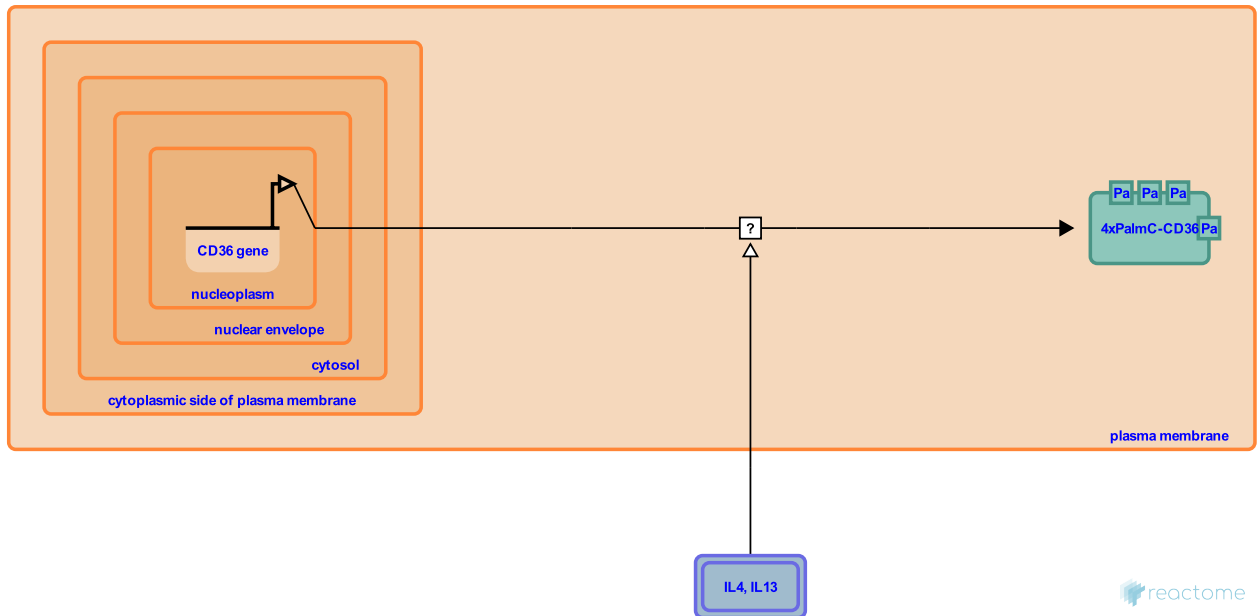 Pa Pa Pa
4xPalmC-CD36 Pa
?
CD36 gene
nucleoplasm
nuclear envelope
cytosol
cytoplasmic side of plasma membrane
plasma membrane
IL4, IL13
reactome